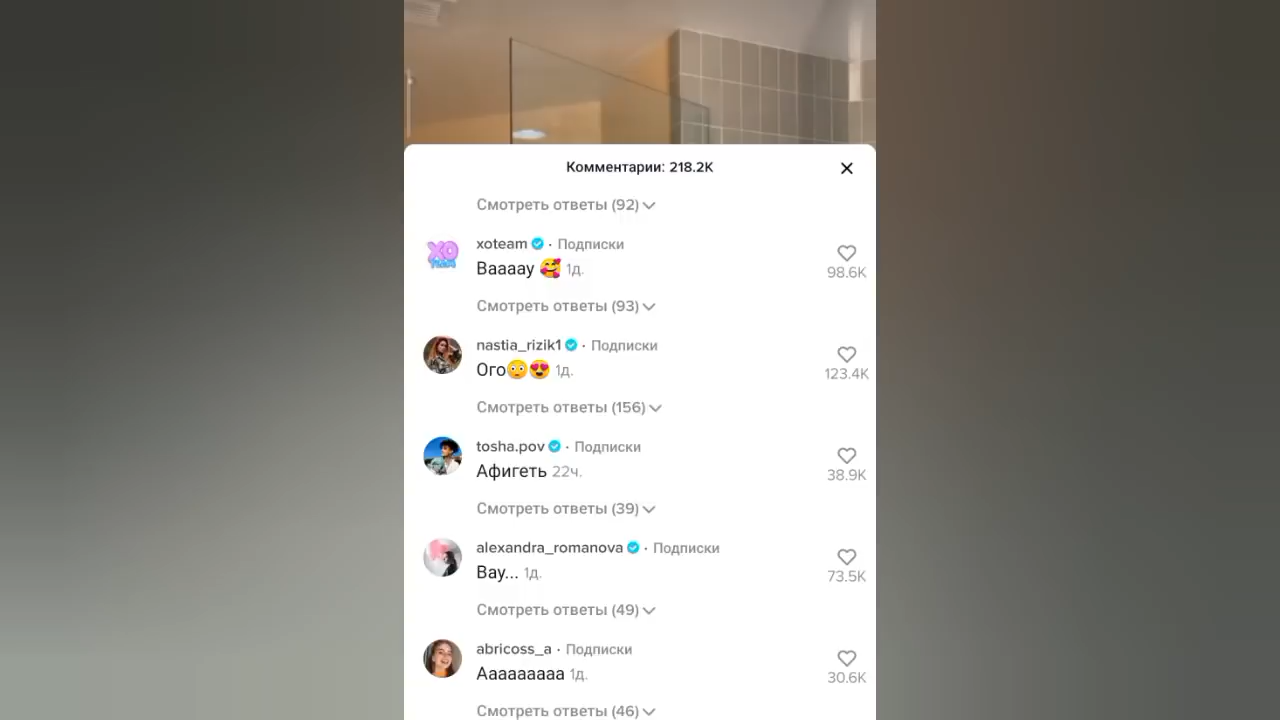 Комментарии: 218.2K
Смотреть ответы (92)
xoteam · Подписки
Ваааау 🥰 1д.
98.6K
Смотреть ответы (93)
nastia_rizik1 · Подписки
Ого😳😍 1д.
123.4K
Смотреть ответы (156)
tosha.pov · Подписки
Афигеть 22ч.
38.9K
Смотреть ответы (39)
alexandra_romanova · Подписки
Вау... 1д.
73.5K
Смотреть ответы (49)
abricoss_a · Подписки
Ааааааааа 1д.
30.6K
Смотреть ответы (46)